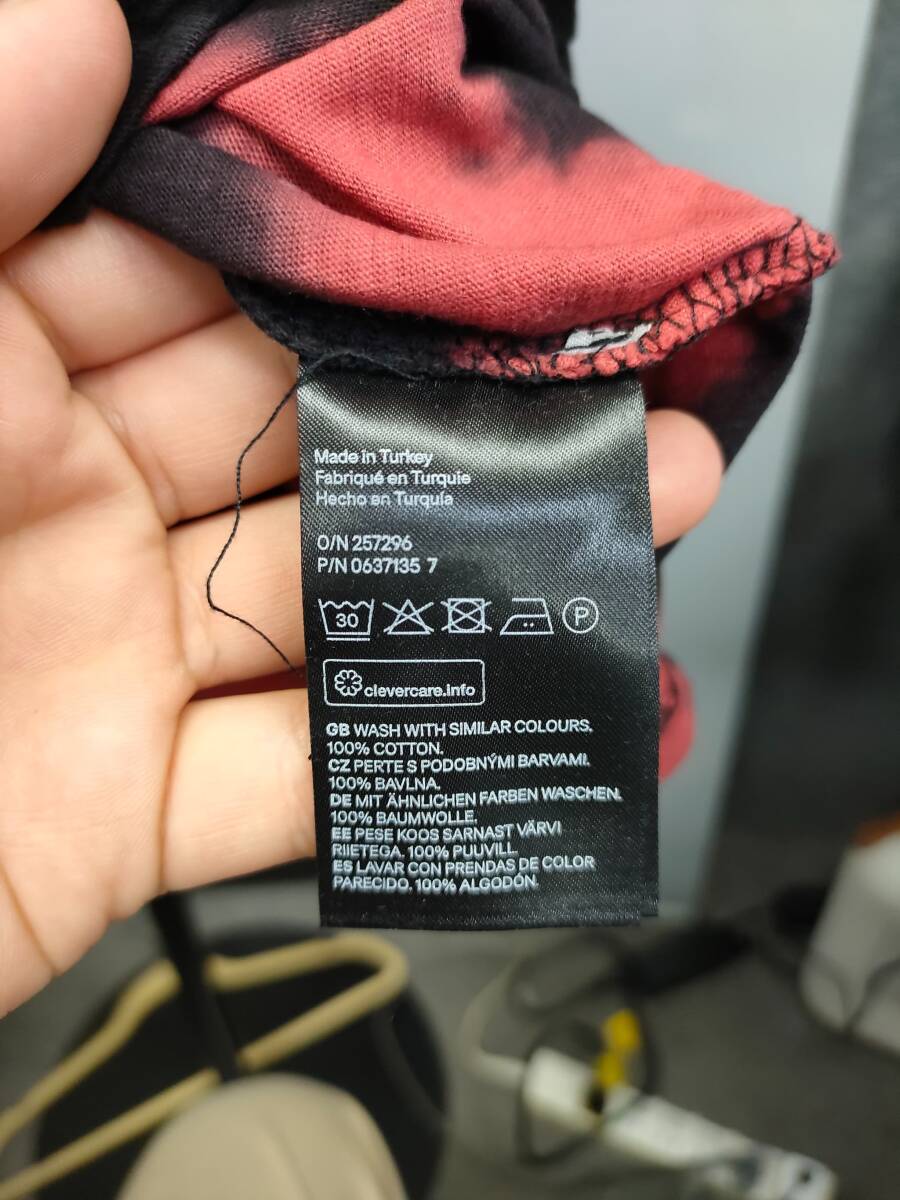 Made in Turkey
Fabriqué en Turquie
Hecho en Turquía
O/N 257296
P/N 0637135 7
30 P
clevercare.info
GB WASH WITH SIMILAR COLOURS.
100% COTTON.
CZ PERTE S PODOBNÝMI BARVAMI.
100% BAVLNA.
DE MIT ÄHNLICHEN FARBEN WASCHEN.
100% BAUMWOLLE.
EE PESE KOOS SARNAST VÄRVI
RIIETEGA. 100% PUUVILL.
ES LAVAR CON PRENDAS DE COLOR
PARECIDO. 100% ALGODÓN.